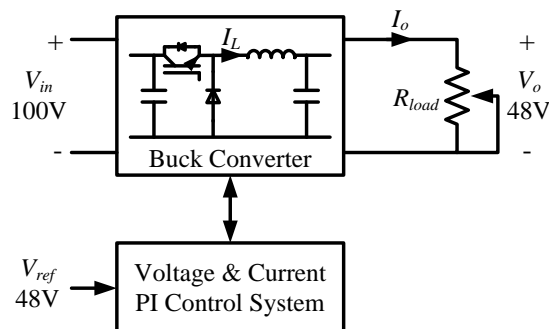 +
V_in
100V
-
I_L
Buck Converter
I_o
R_load
+
V_o
48V
-
V_ref
48V
Voltage & Current
PI Control System